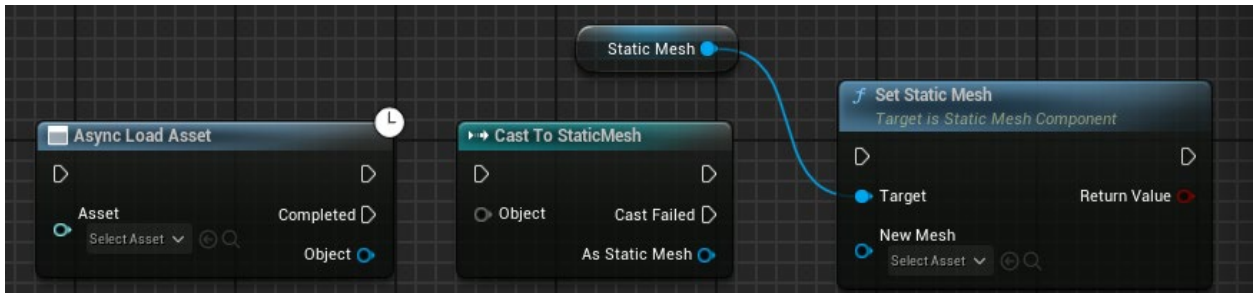 Static Mesh
Async Load Asset
Asset
Select Asset
Completed
Object
Cast To StaticMesh
Object
Cast Failed
As Static Mesh
f Set Static Mesh
Target is Static Mesh Component
Target
Return Value
New Mesh
Select Asset